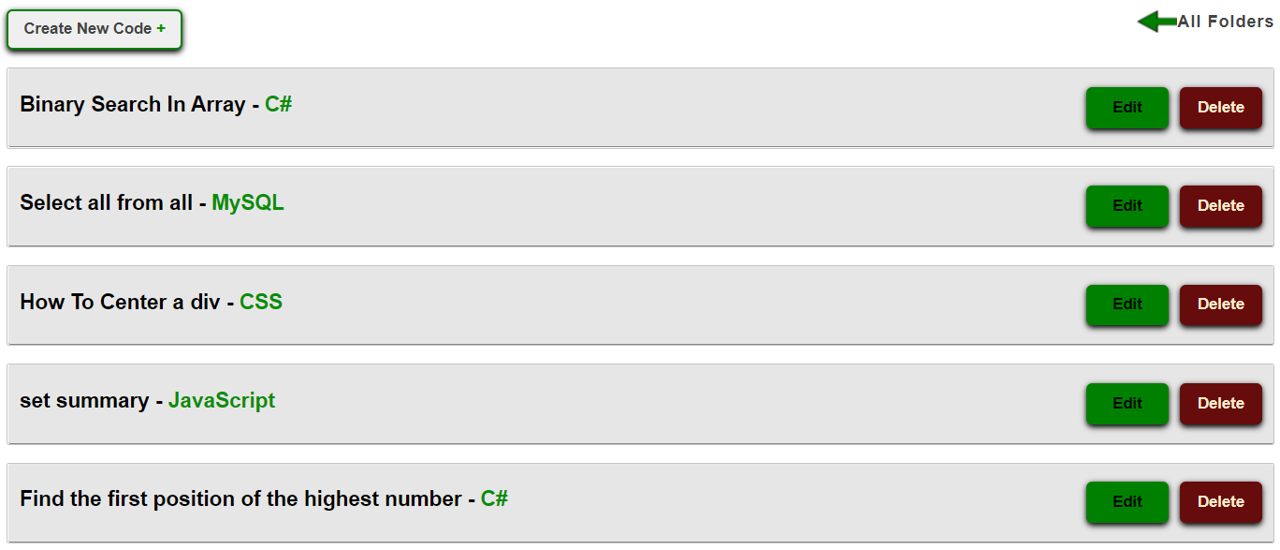 Create New Code +
All Folders
Binary Search In Array - C#
Edit
Delete
Select all from all - MySQL
Edit
Delete
How To Center a div - CSS
Edit
Delete
set summary - JavaScript
Edit
Delete
Find the first position of the highest number - C#
Edit
Delete